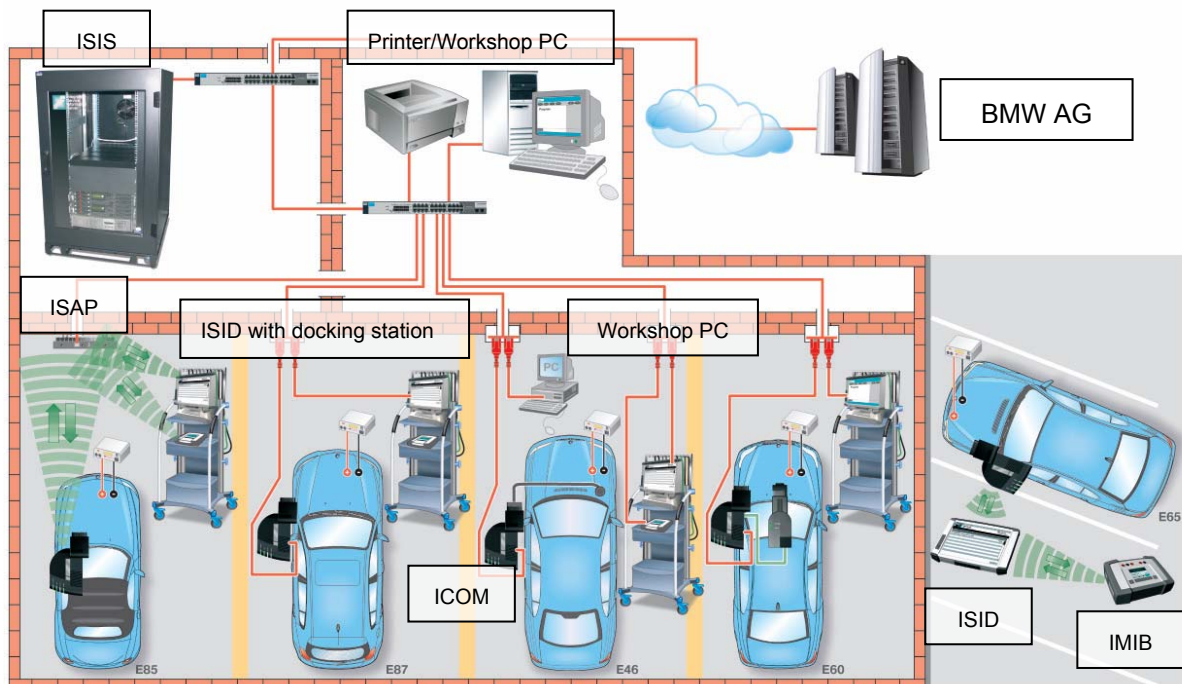 ISIS
Printer/Workshop PC
BMW AG
ISAP
ISID with docking station
Workshop PC
PC
ICOM
ISID
IMIB
E85
E87
E46
E60
E65